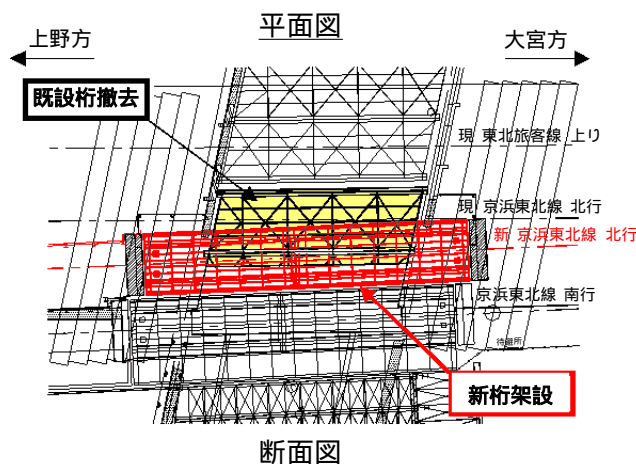 平面図
上野方
大宮方
既設桁撤去
現 東北旅客線 上り
現 京浜東北線 北行
新 京浜東北線 北行
京浜東北線 南行
待避所
新桁架設
断面図